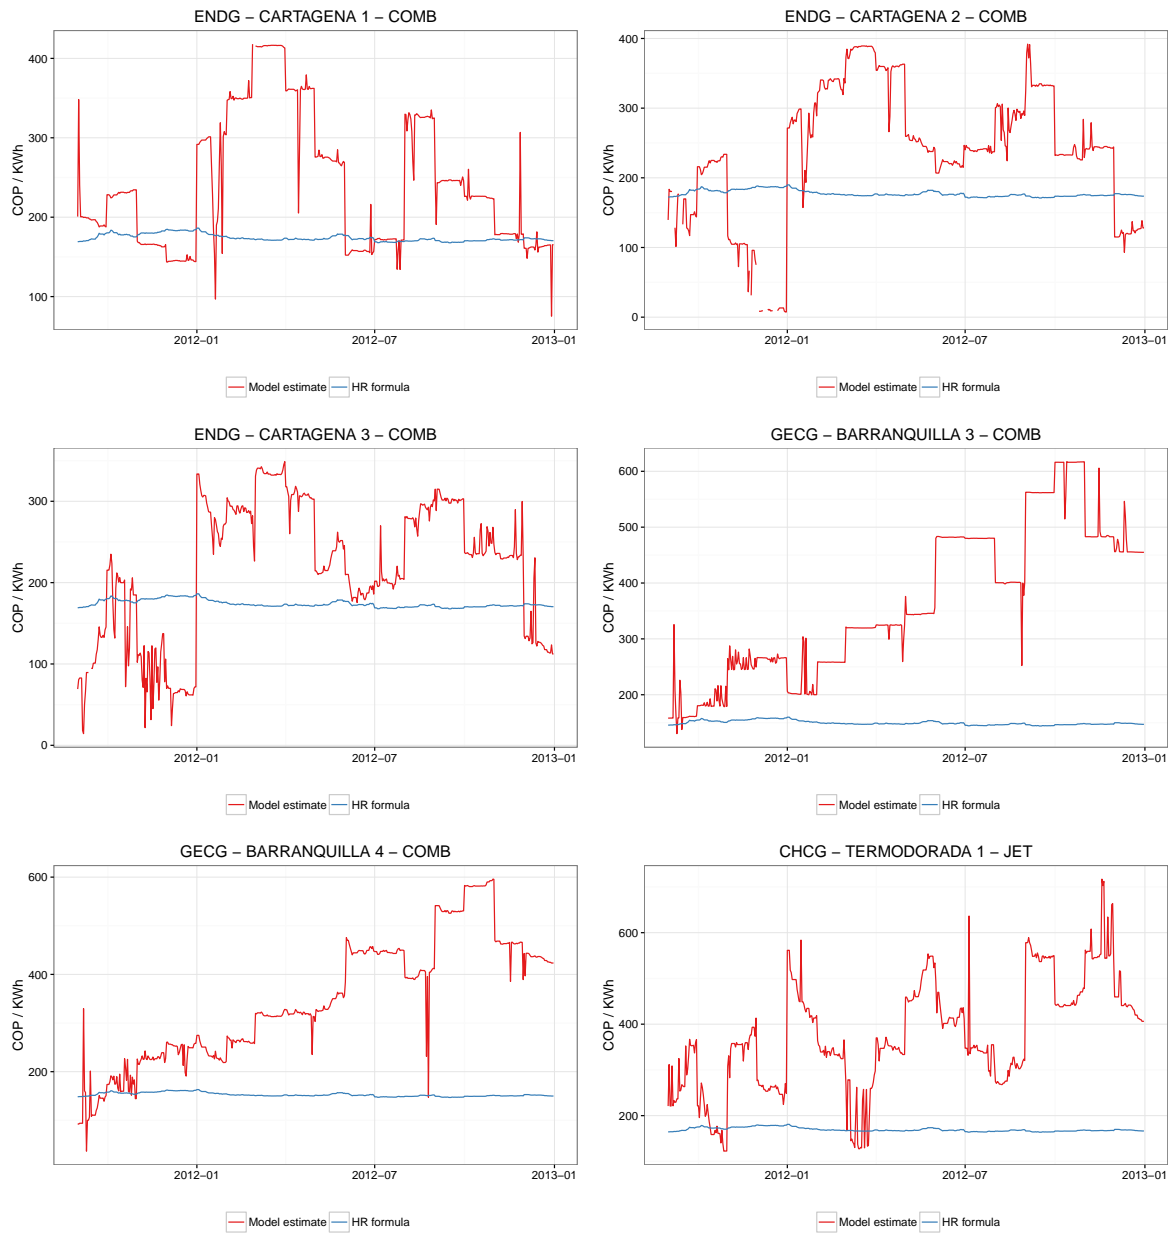 ENDG – CARTAGENA 1 – COMB
COP / KWh
400
300
200
100
2012–01
2012–07
2013–01
Model estimate
HR formula
ENDG – CARTAGENA 2 – COMB
COP / KWh
400
300
200
100
0
2012–01
2012–07
2013–01
Model estimate
HR formula
ENDG – CARTAGENA 3 – COMB
COP / KWh
300
200
100
0
2012–01
2012–07
2013–01
Model estimate
HR formula
GECG – BARRANQUILLA 3 – COMB
COP / KWh
600
500
400
300
200
2012–01
2012–07
2013–01
Model estimate
HR formula
GECG – BARRANQUILLA 4 – COMB
COP / KWh
600
400
200
2012–01
2012–07
2013–01
Model estimate
HR formula
CHCG – TERMODORADA 1 – JET
COP / KWh
600
400
200
2012–01
2012–07
2013–01
Model estimate
HR formula